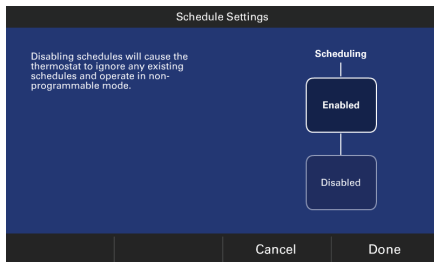 Schedule Settings
Disabling schedules will cause the
thermostat to ignore any existing
schedules and operate in non-
programmable mode.
Scheduling
Enabled
Disabled
Cancel
Done